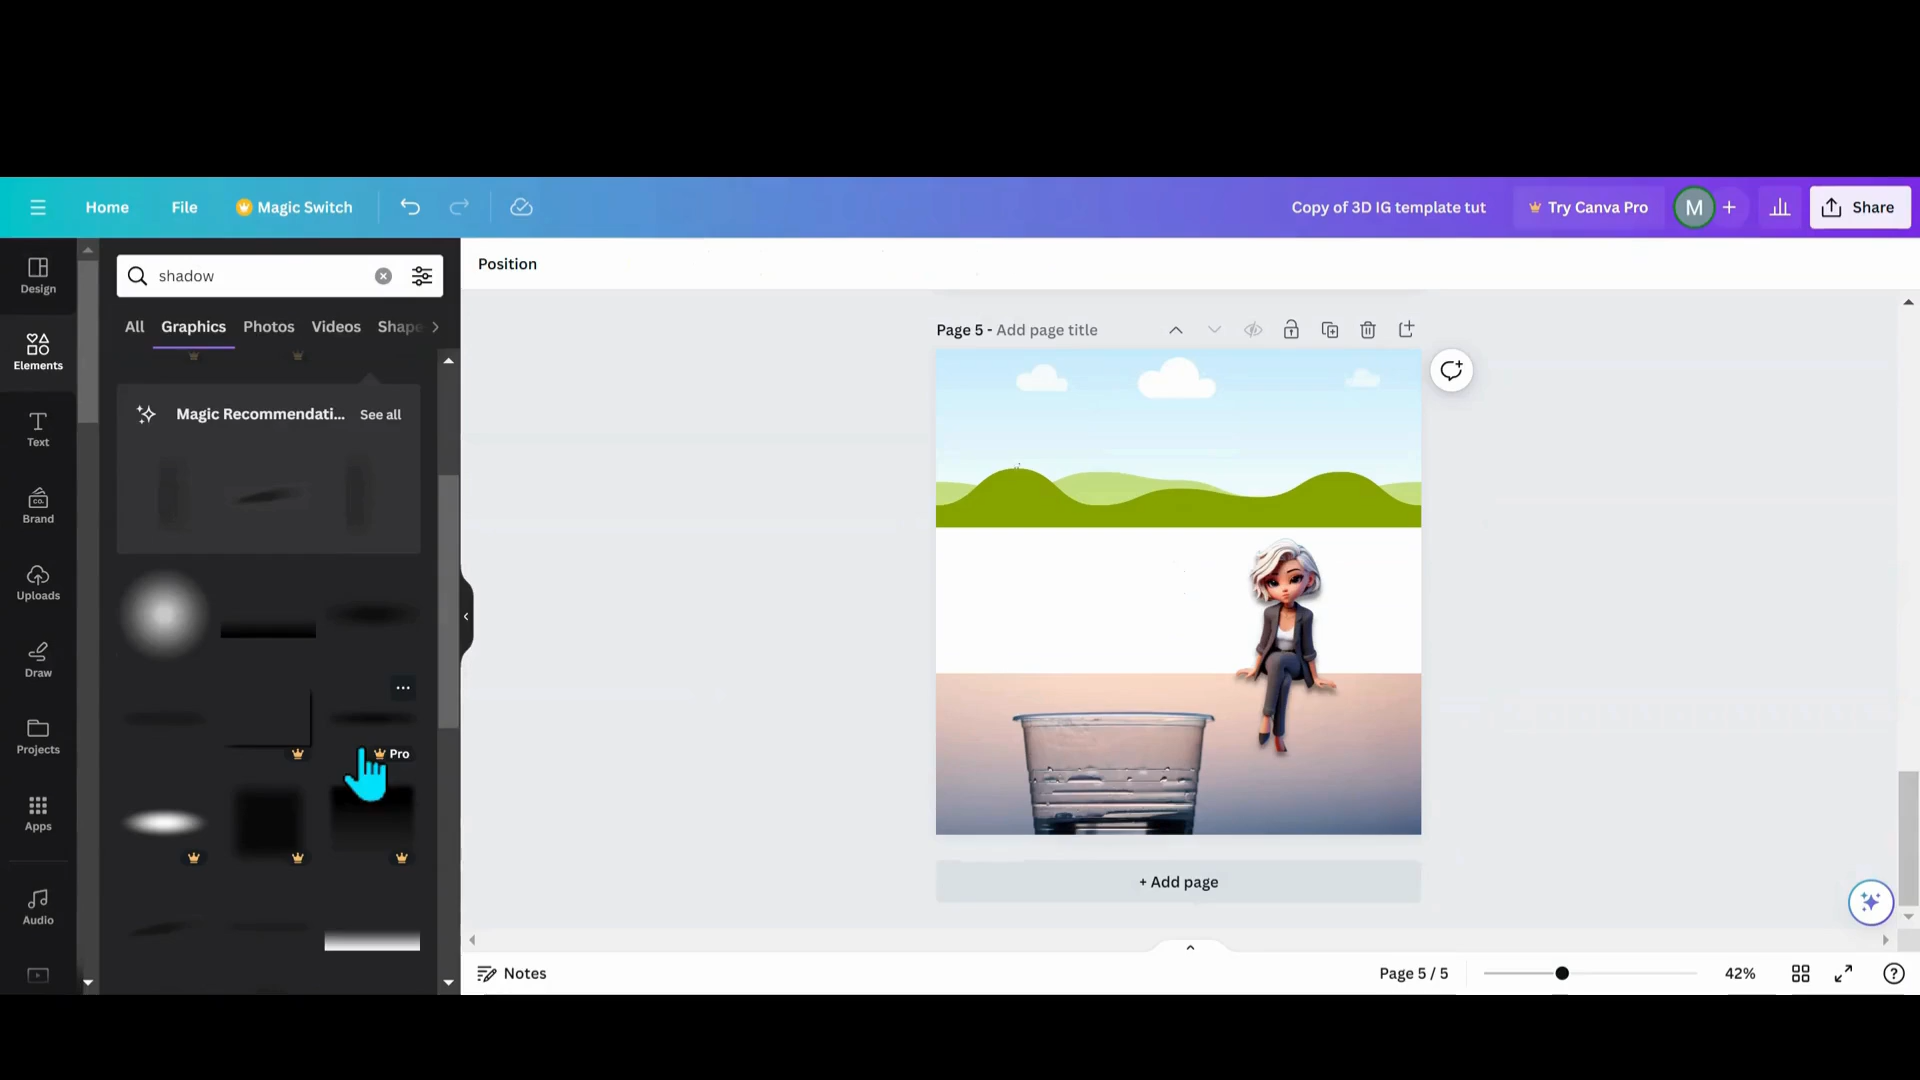 Home File Magic Switch Copy of 3D IG template tut Try Canva Pro M + Share
Design
Elements
Text
Brand
co.
Uploads
Draw
Projects
Apps
Audio
shadow
All Graphics Photos Videos Shape
Magic Recommendati... See all
Pro
Position
Page 5 - Add page title
+ Add page
Notes
Page 5 / 5
42%
?